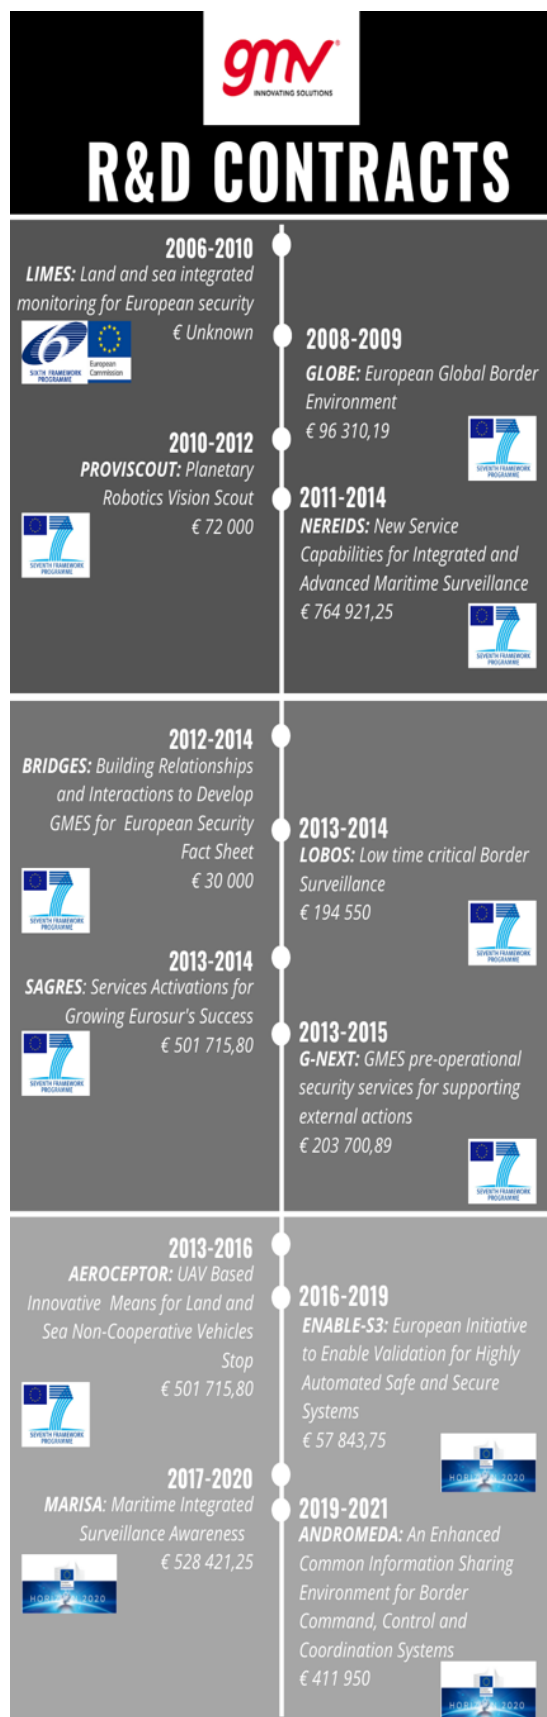 gmv
INNOVATING SOLUTIONS
R&D CONTRACTS
2006-2010
LIMES: Land and sea integrated
monitoring for European security
€ Unknown
6
SIXTH FRAMEWORK
PROGRAMME
European
Commission
2008-2009
GLOBE: European Global Border
Environment
€ 96 310,19
7
SEVENTH FRAMEWORK
PROGRAMME
2010-2012
PROVISCOUT: Planetary
Robotics Vision Scout
€ 72 000
7
SEVENTH FRAMEWORK
PROGRAMME
2011-2014
NEREIDS: New Service
Capabilities for Integrated and
Advanced Maritime Surveillance
€ 764 921,25
7
SEVENTH FRAMEWORK
PROGRAMME
2012-2014
BRIDGES: Building Relationships
and Interactions to Develop
GMES for European Security
Fact Sheet
€ 30 000
7
SEVENTH FRAMEWORK
PROGRAMME
2013-2014
LOBOS: Low time critical Border
Surveillance
€ 194 550
7
SEVENTH FRAMEWORK
PROGRAMME
2013-2014
SAGRES: Services Activations for
Growing Eurosur's Success
€ 501 715,80
7
SEVENTH FRAMEWORK
PROGRAMME
2013-2015
G-NEXT: GMES pre-operational
security services for supporting
external actions
€ 203 700,89
7
SEVENTH FRAMEWORK
PROGRAMME
2013-2016
AEROCEPTOR: UAV Based
Innovative Means for Land and
Sea Non-Cooperative Vehicles
Stop
€ 501 715,80
7
SEVENTH FRAMEWORK
PROGRAMME
2016-2019
ENABLE-S3: European Initiative
to Enable Validation for Highly
Automated Safe and Secure
Systems
€ 57 843,75
HORIZON 2020
2017-2020
MARISA: Maritime Integrated
Surveillance Awareness
€ 528 421,25
HORIZON 2020
2019-2021
ANDROMEDA: An Enhanced
Common Information Sharing
Environment for Border
Command, Control and
Coordination Systems
€ 411 950
HORIZON 2020